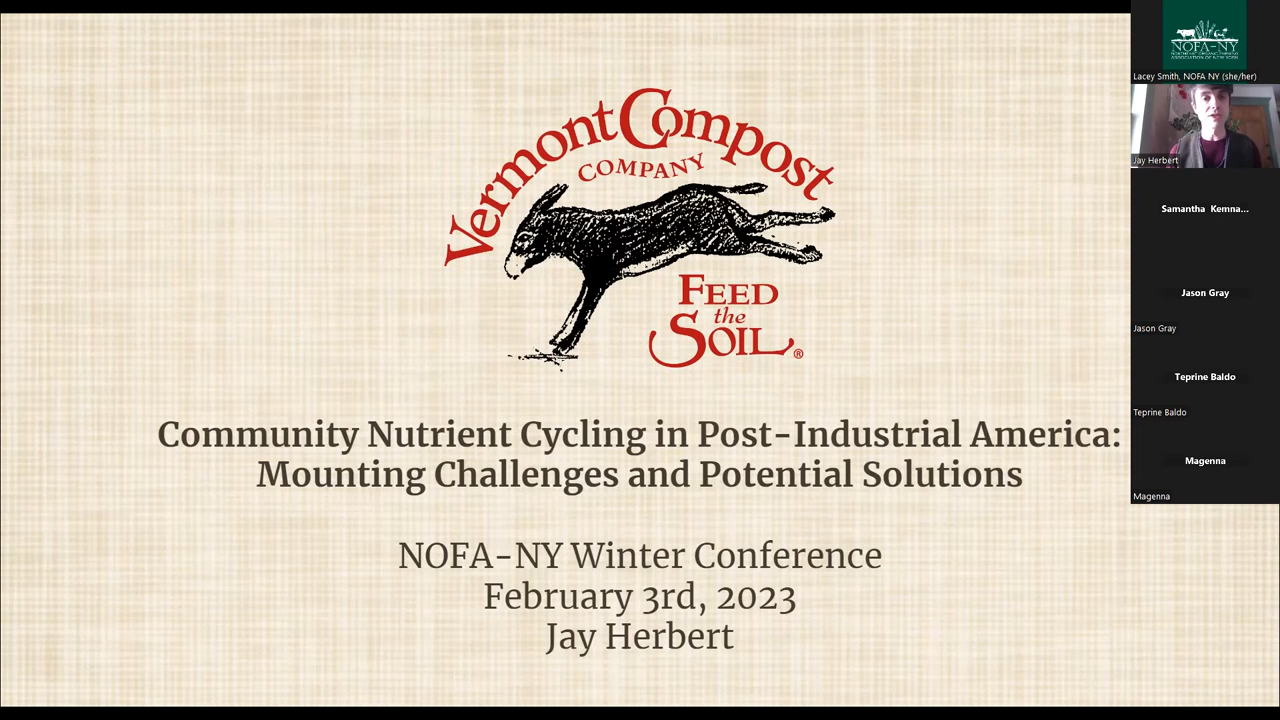 Vermont Compost
COMPANY
FEED
the
SOIL®
Community Nutrient Cycling in Post-Industrial America:
Mounting Challenges and Potential Solutions
NOFA-NY Winter Conference
February 3rd, 2023
Jay Herbert
NOFA-NY
Lacey Smith, NOFA NY (she/her)
Jay Herbert
Samantha Kemna...
Jason Gray
Jason Gray
Teprine Baldo
Teprine Baldo
Magenna
Magenna